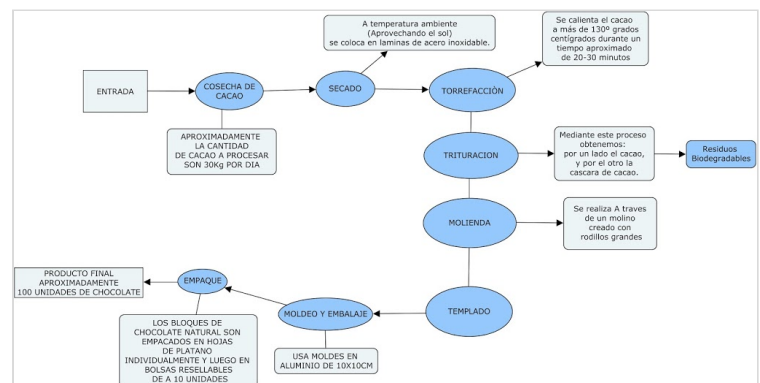 A temperatura ambiente
(Aprovechando el sol)
se coloca en laminas de acero inoxidable.
Se calienta el cacao
a más de 130º grados
centígrados durante un
tiempo aproximado
de 20-30 minutos
ENTRADA
COSECHA DE
CACAO
SECADO
TORREFACCIÓN
APROXIMADAMENTE
LA CANTIDAD
DE CACAO A PROCESAR
SON 30Kg POR DIA
TRITURACION
Mediante este proceso
obtenemos:
por un lado el cacao,
y por el otro la
cascara de cacao.
Residuos
Biodegradables
MOLIENDA
Se realiza A traves
de un molino
creado con
rodillos grandes
PRODUCTO FINAL
APROXIMADAMENTE
100 UNIDADES DE CHOCOLATE
EMPAQUE
MOLDEO Y EMBALAJE
TEMPLADO
LOS BLOQUES DE
CHOCOLATE NATURAL SON
EMPACADOS EN HOJAS
DE PLATANO
INDIVIDUALMENTE Y LUEGO EN
BOLSAS RESELLABLES
DE A 10 UNIDADES
USA MOLDES EN
ALUMINIO DE 10X10CM